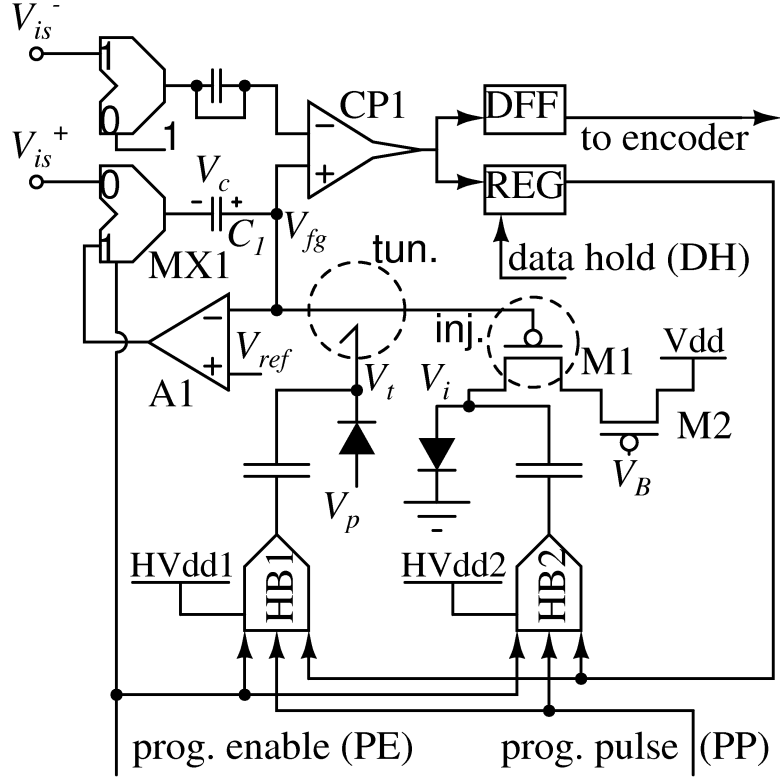 Vis-
1
CP1
DFF
0
1
to encoder
Vis+
0
Vc
- +
REG
C1
Vfg
tun.
data hold (DH)
1
MX1
inj.
Vref
M1
Vdd
A1
Vt
Vi
M2
VB
Vp
HVdd1
HB1
HVdd2
HB2
prog. enable (PE)
prog. pulse (PP)